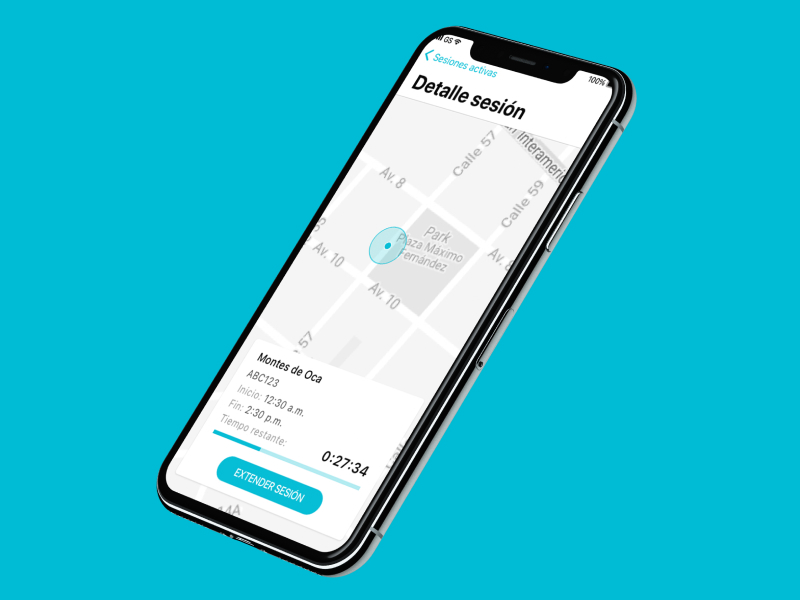 GS
100%
Sesiones activas
Detalle sesión
Calle 57
Interameric
Av. 8
Calle 59
Park
Plaza Máximo
Fernández
Av. 10
Av. 8
Av. 10
57
Montes de Oca
ABC123
Inicio: 12:30 a.m.
Fin: 2:30 p.m.
Tiempo restante:
0:27:34
EXTENDER SESIÓN